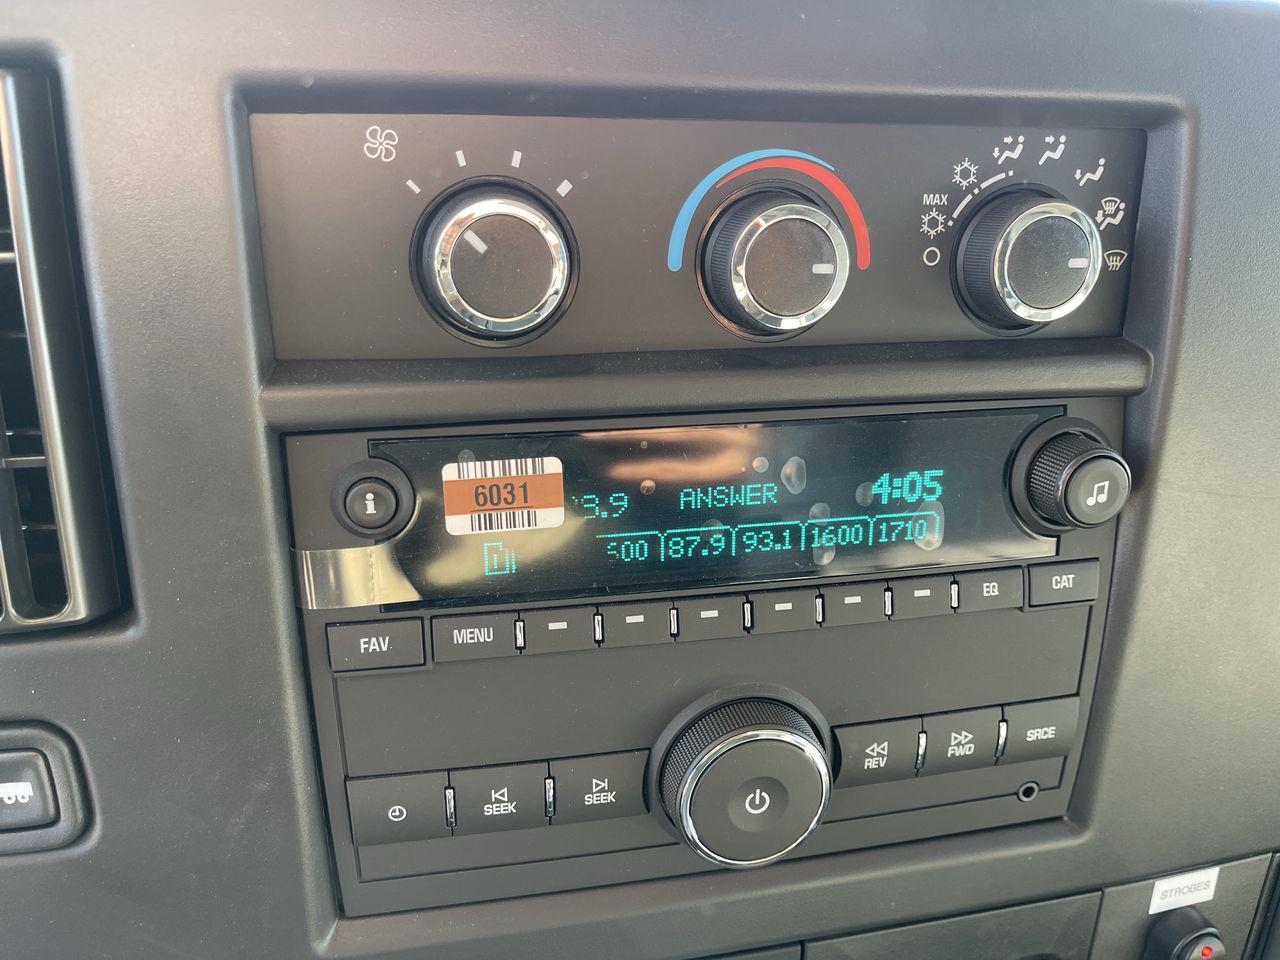 MAX
6031
3.9 ANSWER 4:05
500 87.9 93.1 1600 1710
i
FAV MENU EQ CAT
SEEK SEEK REV FWD SRCE
STROBES